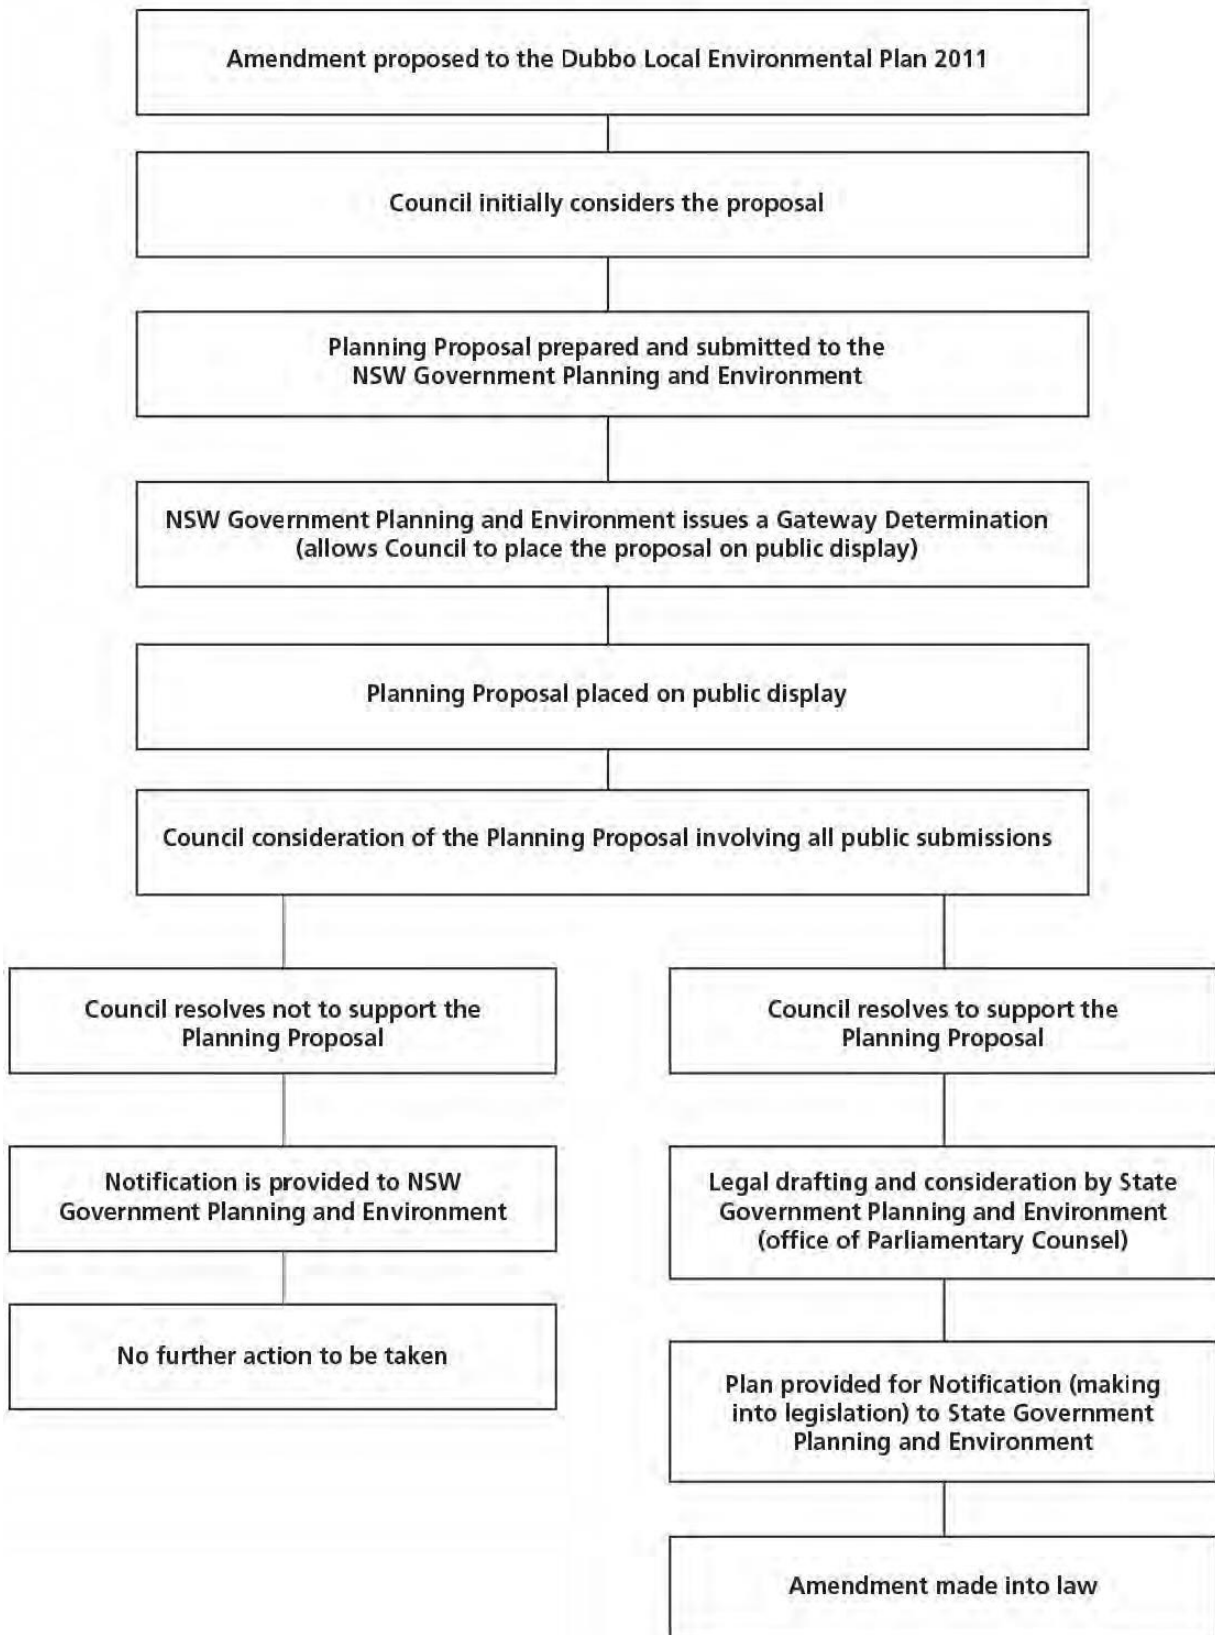 Amendment proposed to the Dubbo Local Environmental Plan 2011
Council initially considers the proposal
Planning Proposal prepared and submitted to the
NSW Government Planning and Environment
NSW Government Planning and Environment issues a Gateway Determination
(allows Council to place the proposal on public display)
Planning Proposal placed on public display
Council consideration of the Planning Proposal involving all public submissions
Council resolves not to support the
Planning Proposal
Notification is provided to NSW
Government Planning and Environment
No further action to be taken
Council resolves to support the
Planning Proposal
Legal drafting and consideration by State
Government Planning and Environment
(office of Parliamentary Counsel)
Plan provided for Notification (making
into legislation) to State Government
Planning and Environment
Amendment made into law